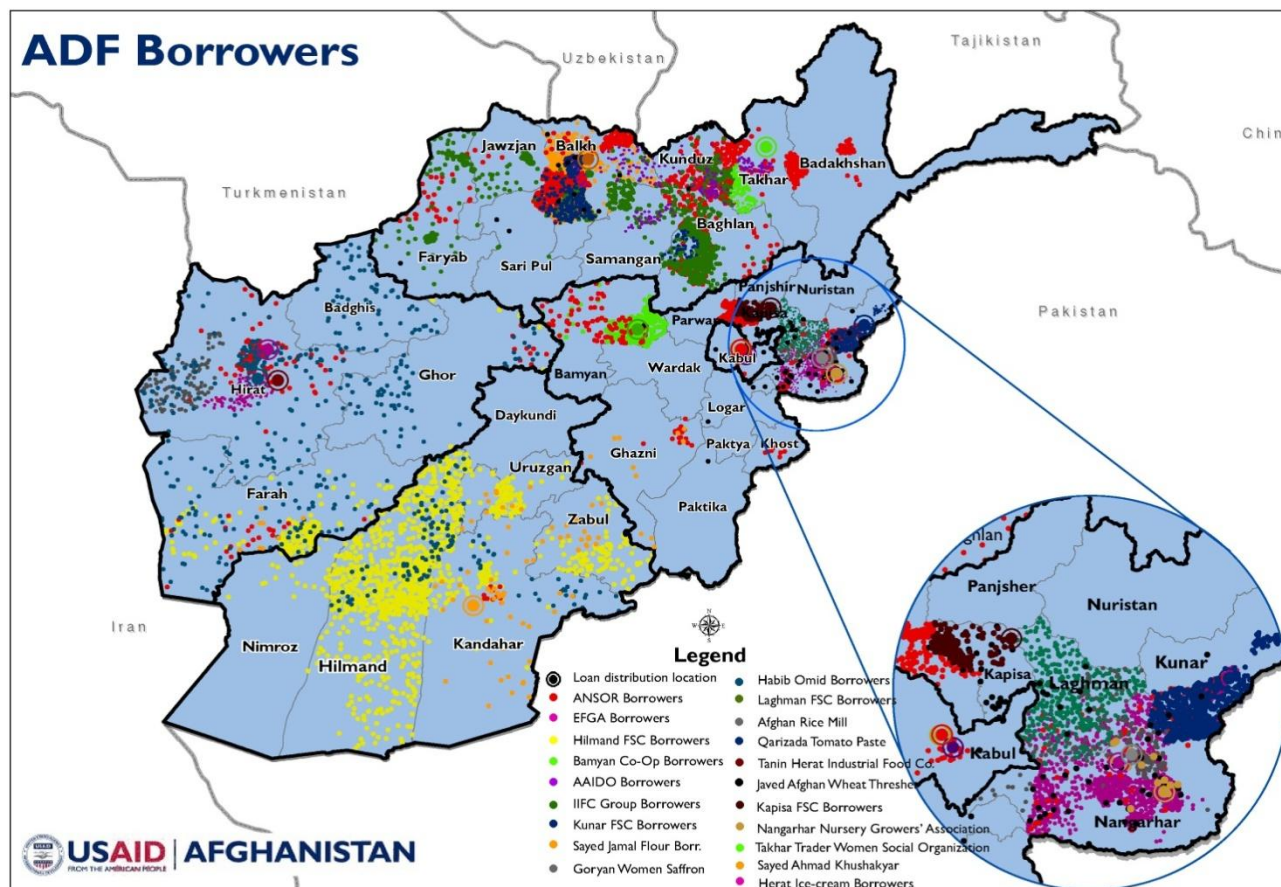 ADF Borrowers
Uzbekistan
Tajikistan
Chin
Turkmenistan
Pakistan
Iran
Jawzjan
Balkh
Kunduz
Takhar
Badakhshan
Faryab
Sari Pul
Samangan
Baghlan
Badghis
Panjshir
Nuristan
Parwan
Kabul
Hirat
Ghor
Bamyan
Wardak
Daykundi
Logar
Ghazni
Paktya
Khost
Uruzgan
Farah
Zabul
Paktika
Nimroz
Hilmand
Kandahar
ghlan
Panjsher
Nuristan
Kunar
Kapisa
Laghman
Kabul
Nangarhar
N
W E
S
Legend
Loan distribution location
ANSOR Borrowers
EFGA Borrowers
Hilmand FSC Borrowers
Bamyan Co-Op Borrowers
AAIDO Borrowers
IIFC Group Borrowers
Kunar FSC Borrowers
Sayed Jamal Flour Borr.
Goryan Women Saffron
Habib Omid Borrowers
Laghman FSC Borrowers
Afghan Rice Mill
Qarizada Tomato Paste
Tanin Herat Industrial Food Co.
Javed Afghan Wheat Threshe
Kapisa FSC Borrowers
Nangarhar Nursery Growers' Association
Takhar Trader Women Social Organization
Sayed Ahmad Khushakyar
Herat Ice-cream Borrowers
USAID
FROM THE AMERICAN PEOPLE
AFGHANISTAN